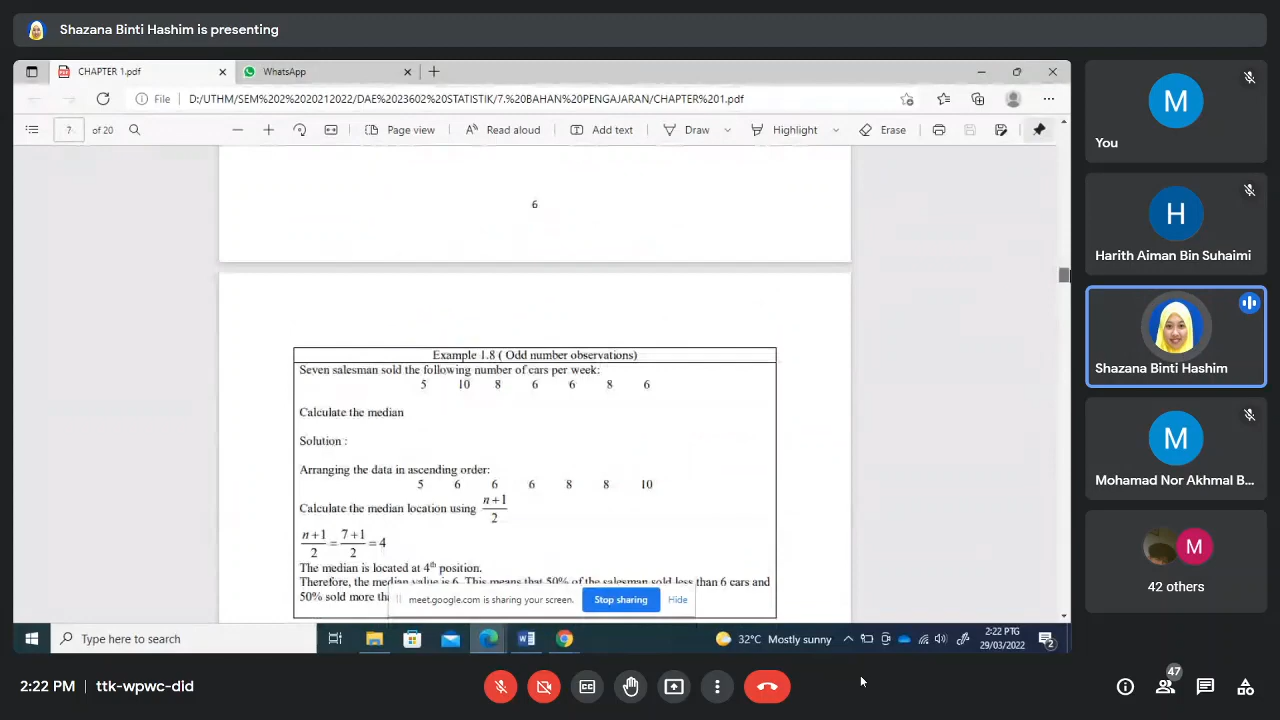 Shazana Binti Hashim is presenting
CHAPTER 1.pdf
WhatsApp
File D:/UTHM/SEM%202%2020212022/DAE%2023602%20STATISTIK/7.%20BAHAN%20PENGAJARAN/CHAPTER%201.pdf
7 of 20 Page view Read aloud Add text Draw Highlight Erase
6
Example 1.8 ( Odd number observations)
Seven salesman sold the following number of cars per week:
5 10 8 6 6 8 6
Calculate the median
Solution :
Arranging the data in ascending order:
5 6 6 6 8 8 10
Calculate the median location using n+1/2
n+1/2 = 7+1/2 = 4
The median is located at 4th position.
Therefore, the median value is 6. This means that 50% of the salesman sold less than 6 cars and
50% sold more
meet.google.com is sharing your screen. Stop sharing Hide
Type here to search
32°C Mostly sunny
2:22 PTG
29/03/2022
2
M
You
H
Harith Aiman Bin Suhaimi
Shazana Binti Hashim
M
Mohamad Nor Akhmal B...
M
42 others
2:22 PM | ttk-wpwc-did
47